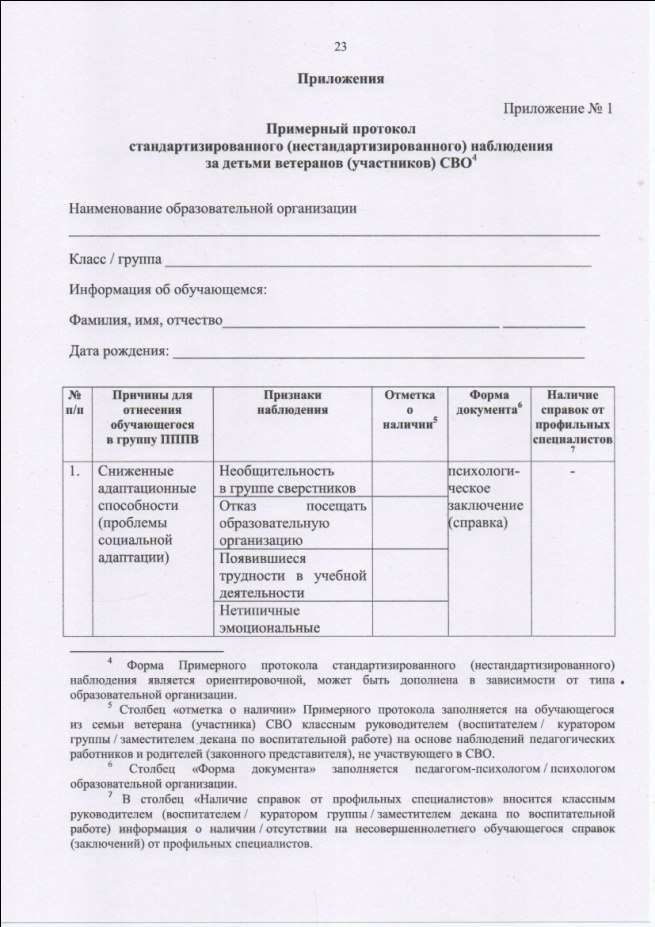 23
Приложения
Приложение № 1
Примерный протокол
стандартизированного (нестандартизированного) наблюдения
за детьми ветеранов (участников) СВО4
Наименование образовательной организации
Класс / группа
Информация об обучающемся:
Фамилия, имя, отчество
Дата рождения:
№ п/п
Причины для
отнесения
обучающегося
в группу ПППВ
Признаки
наблюдения
Отметка
о
наличии5
Форма
документа6
Наличие
справок от
профильных
специалистов
7
1.
Сниженные
адаптационные
способности
(проблемы
социальной
адаптации)
Необщительность
в группе сверстников
Отказ посещать
образовательную
организацию
Появившиеся
трудности в учебной
деятельности
Нетипичные
эмоциональные
психологи-
ческое
заключение
(справка)
-
4 Форма Примерного протокола стандартизированного (нестандартизированного)
наблюдения является ориентировочной, может быть дополнена в зависимости от типа
образовательной организации.
5 Столбец «отметка о наличии» Примерного протокола заполняется на обучающегося
из семьи ветерана (участника) СВО классным руководителем (воспитателем / куратором
группы / заместителем декана по воспитательной работе) на основе наблюдений педагогических
работников и родителей (законного представителя), не участвующего в СВО.
6 Столбец «Форма документа» заполняется педагогом-психологом / психологом
образовательной организации.
7 В столбец «Наличие справок от профильных специалистов» вносится классным
руководителем (воспитателем / куратором группы / заместителем декана по воспитательной
работе) информация о наличии / отсутствии на несовершеннолетнего обучающегося справок
(заключений) от профильных специалистов.